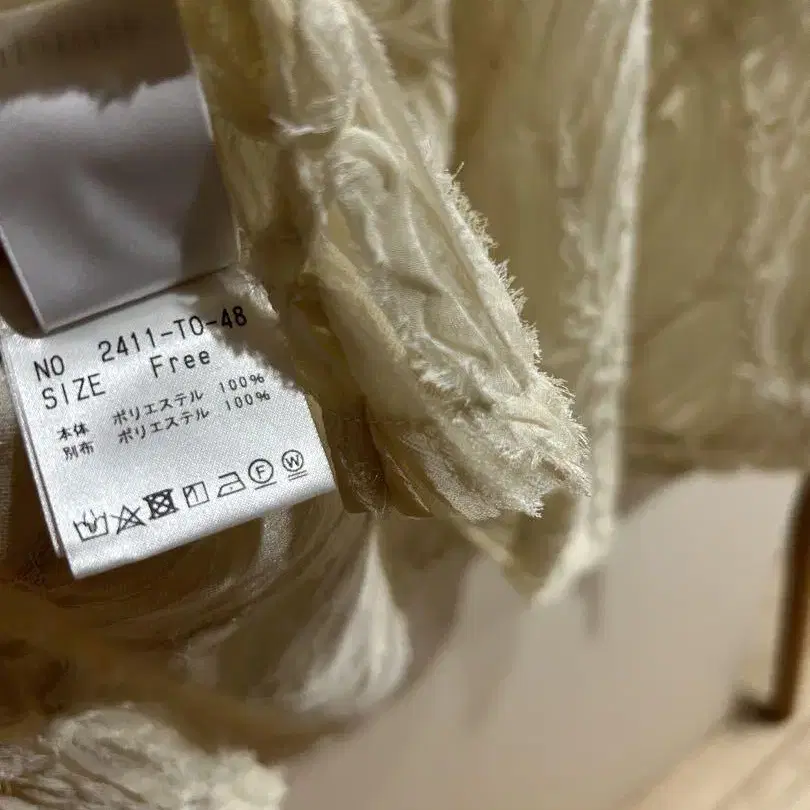 NO 2411-TO-48
SIZE Free
本体 ポリエステル 100%
別布 ポリエステル 100%
F W